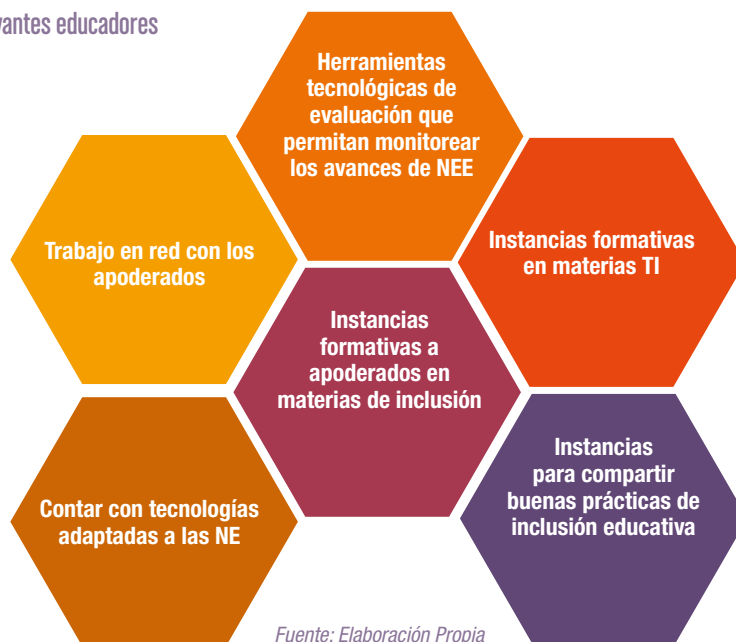 educadores
Herramientas
tecnológicas de
evaluación que
permitan monitorear
los avances de NEE
Trabajo en red con los
apoderados
Instancias formativas
en materias TI
Instancias
formativas a
apoderados en
materias de inclusión
Contar con tecnologías
adaptadas a las NE
Instancias
para compartir
buenas prácticas de
inclusión educativa
Fuente: Elaboración Propia